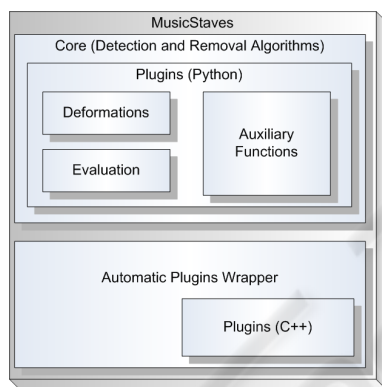 MusicStaves
Core (Detection and Removal Algorithms)
Plugins (Python)
Deformations
Auxiliary
Functions
Evaluation
Automatic Plugins Wrapper
Plugins (C++)